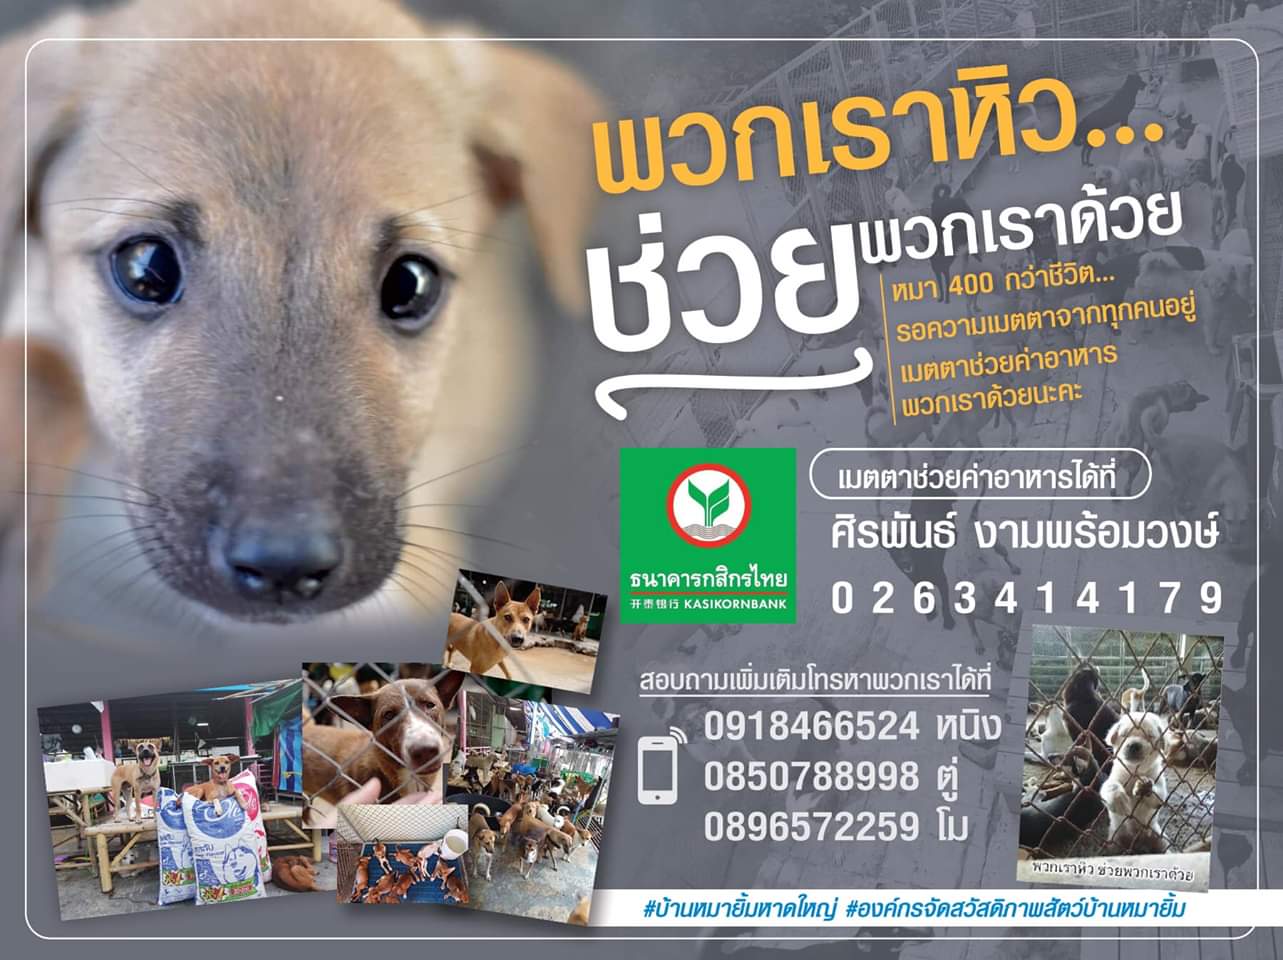 พวกเราหิว...
ช่วยพวกเราด้วย
หมา 400 กว่าชีวิต...
รอความเมตตาจากทุกคนอยู่
เมตตาช่วยค่าอาหาร
พวกเราด้วยนะคะ
ธนาคารกสิกรไทย
开泰银行 KASIKORNBANK
เมตตาช่วยค่าอาหารได้ที่
ศิรพันธ์ งามพร้อมวงษ์
0 2 6 3 4 1 4 1 7 9
สอบถามเพิ่มเติมโทรหาพวกเราได้ที่
0918466524 หนิง
0850788998 ตู่
0896572259 โม
พวกเราหิว ช่วยพวกเราด้วย
#บ้านหมายิ้มหาดใหญ่ #องค์กรจัดสวัสดิภาพสัตว์บ้านหมายิ้ม